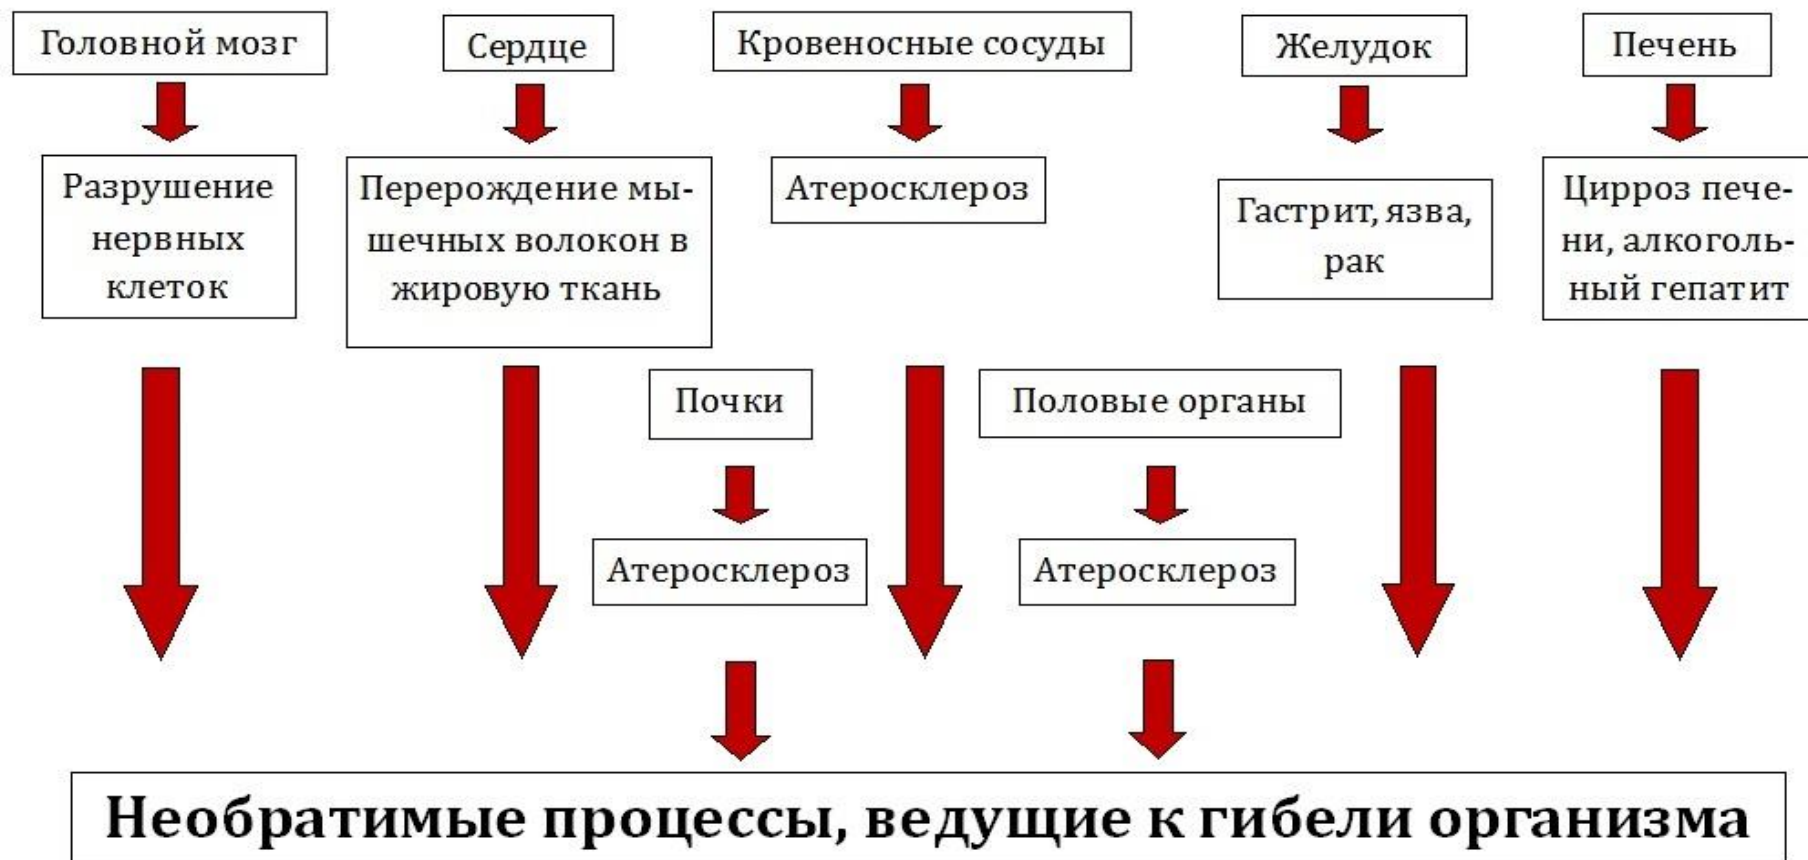 Головной мозг
Сердце
Кровеносные сосуды
Желудок
Печень
Разрушение
нервных
клеток
Перерождение мы-
шечных волокон в
жировую ткань
Атеросклероз
Гастрит, язва,
рак
Цирроз пече-
ни, алкоголь-
ный гепатит
Почки
Половые органы
Атеросклероз
Атеросклероз
Необратимые процессы, ведущие к гибели организма